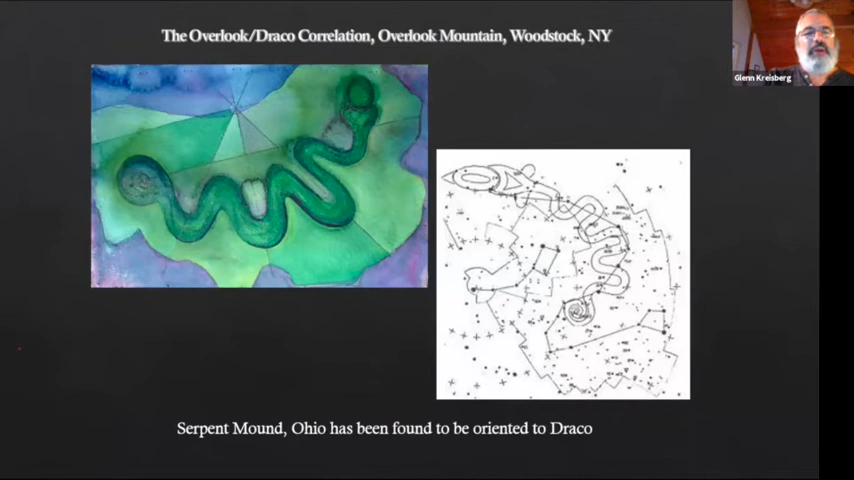 The Overlook/Draco Correlation, Overlook Mountain, Woodstock, NY
Glenn Kreisberg
Serpent Mound, Ohio has been found to be oriented to Draco